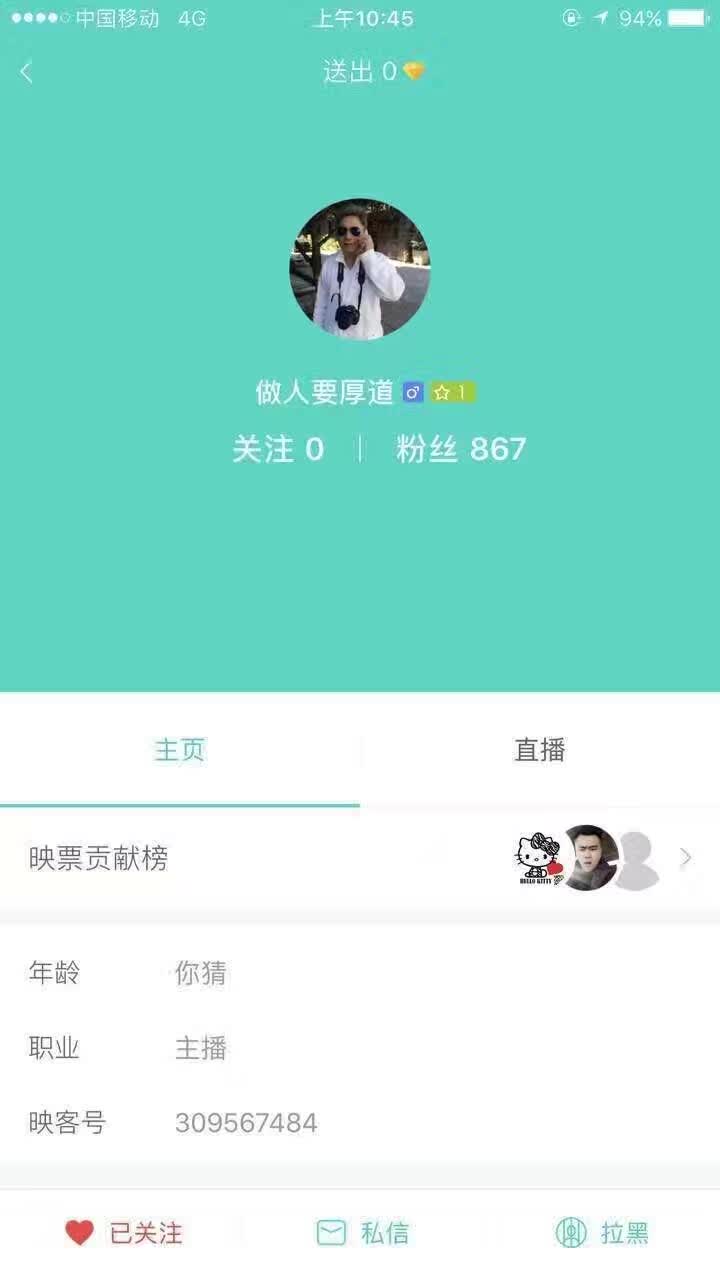 中国移动 4G 上午10:45 94%
送出 0
做人要厚道 1
关注 0 | 粉丝 867
主页 直播
映票贡献榜
HELLO KITTY
年龄 你猜
职业 主播
映客号 309567484
已关注 私信 拉黑